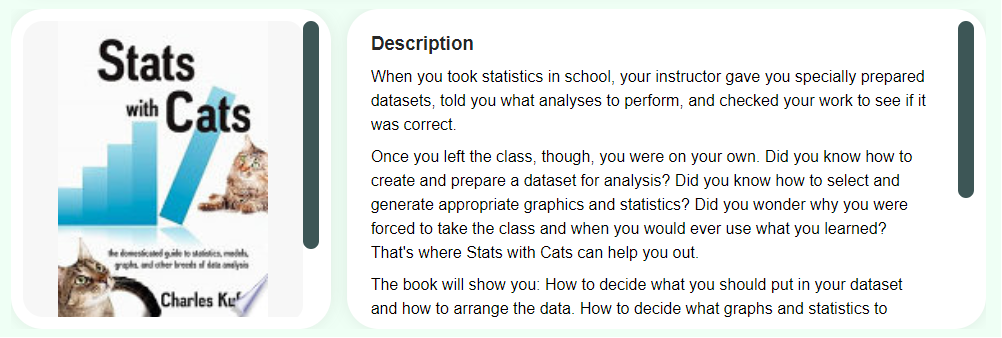 Stats
with Cats
the domesticated guide to statistics, models,
graphs, and other breeds of data analysis
Charles
Description
When you took statistics in school, your instructor gave you specially prepared
datasets, told you what analyses to perform, and checked your work to see if it
was correct.
Once you left the class, though, you were on your own. Did you know how to
create and prepare a dataset for analysis? Did you know how to select and
generate appropriate graphics and statistics? Did you wonder why you were
forced to take the class and when you would ever use what you learned?
That's where Stats with Cats can help you out.
The book will show you: How to decide what you should put in your dataset
and how to arrange the data. How to decide what graphs and statistics to